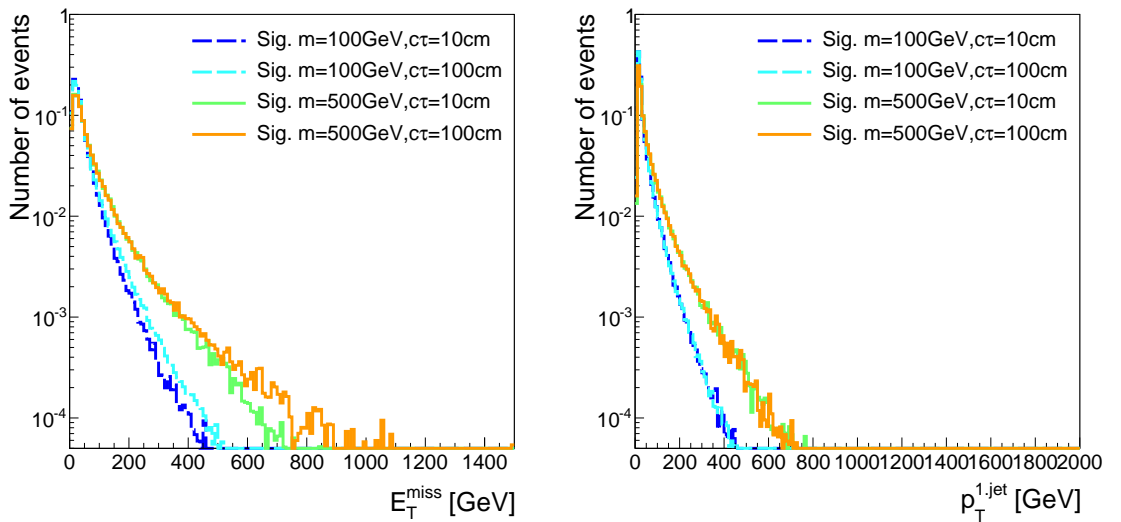 Number of events
1
10⁻¹
10⁻²
10⁻³
10⁻⁴
Sig. m=100GeV,cτ=10cm
Sig. m=100GeV,cτ=100cm
Sig. m=500GeV,cτ=10cm
Sig. m=500GeV,cτ=100cm
0 200 400 600 800 1000 1200 1400
E_T^miss [GeV]
Number of events
1
10⁻¹
10⁻²
10⁻³
10⁻⁴
Sig. m=100GeV,cτ=10cm
Sig. m=100GeV,cτ=100cm
Sig. m=500GeV,cτ=10cm
Sig. m=500GeV,cτ=100cm
0 200 400 600 800 1000 1200 1400 1600 1800 2000
p_T^1.jet [GeV]